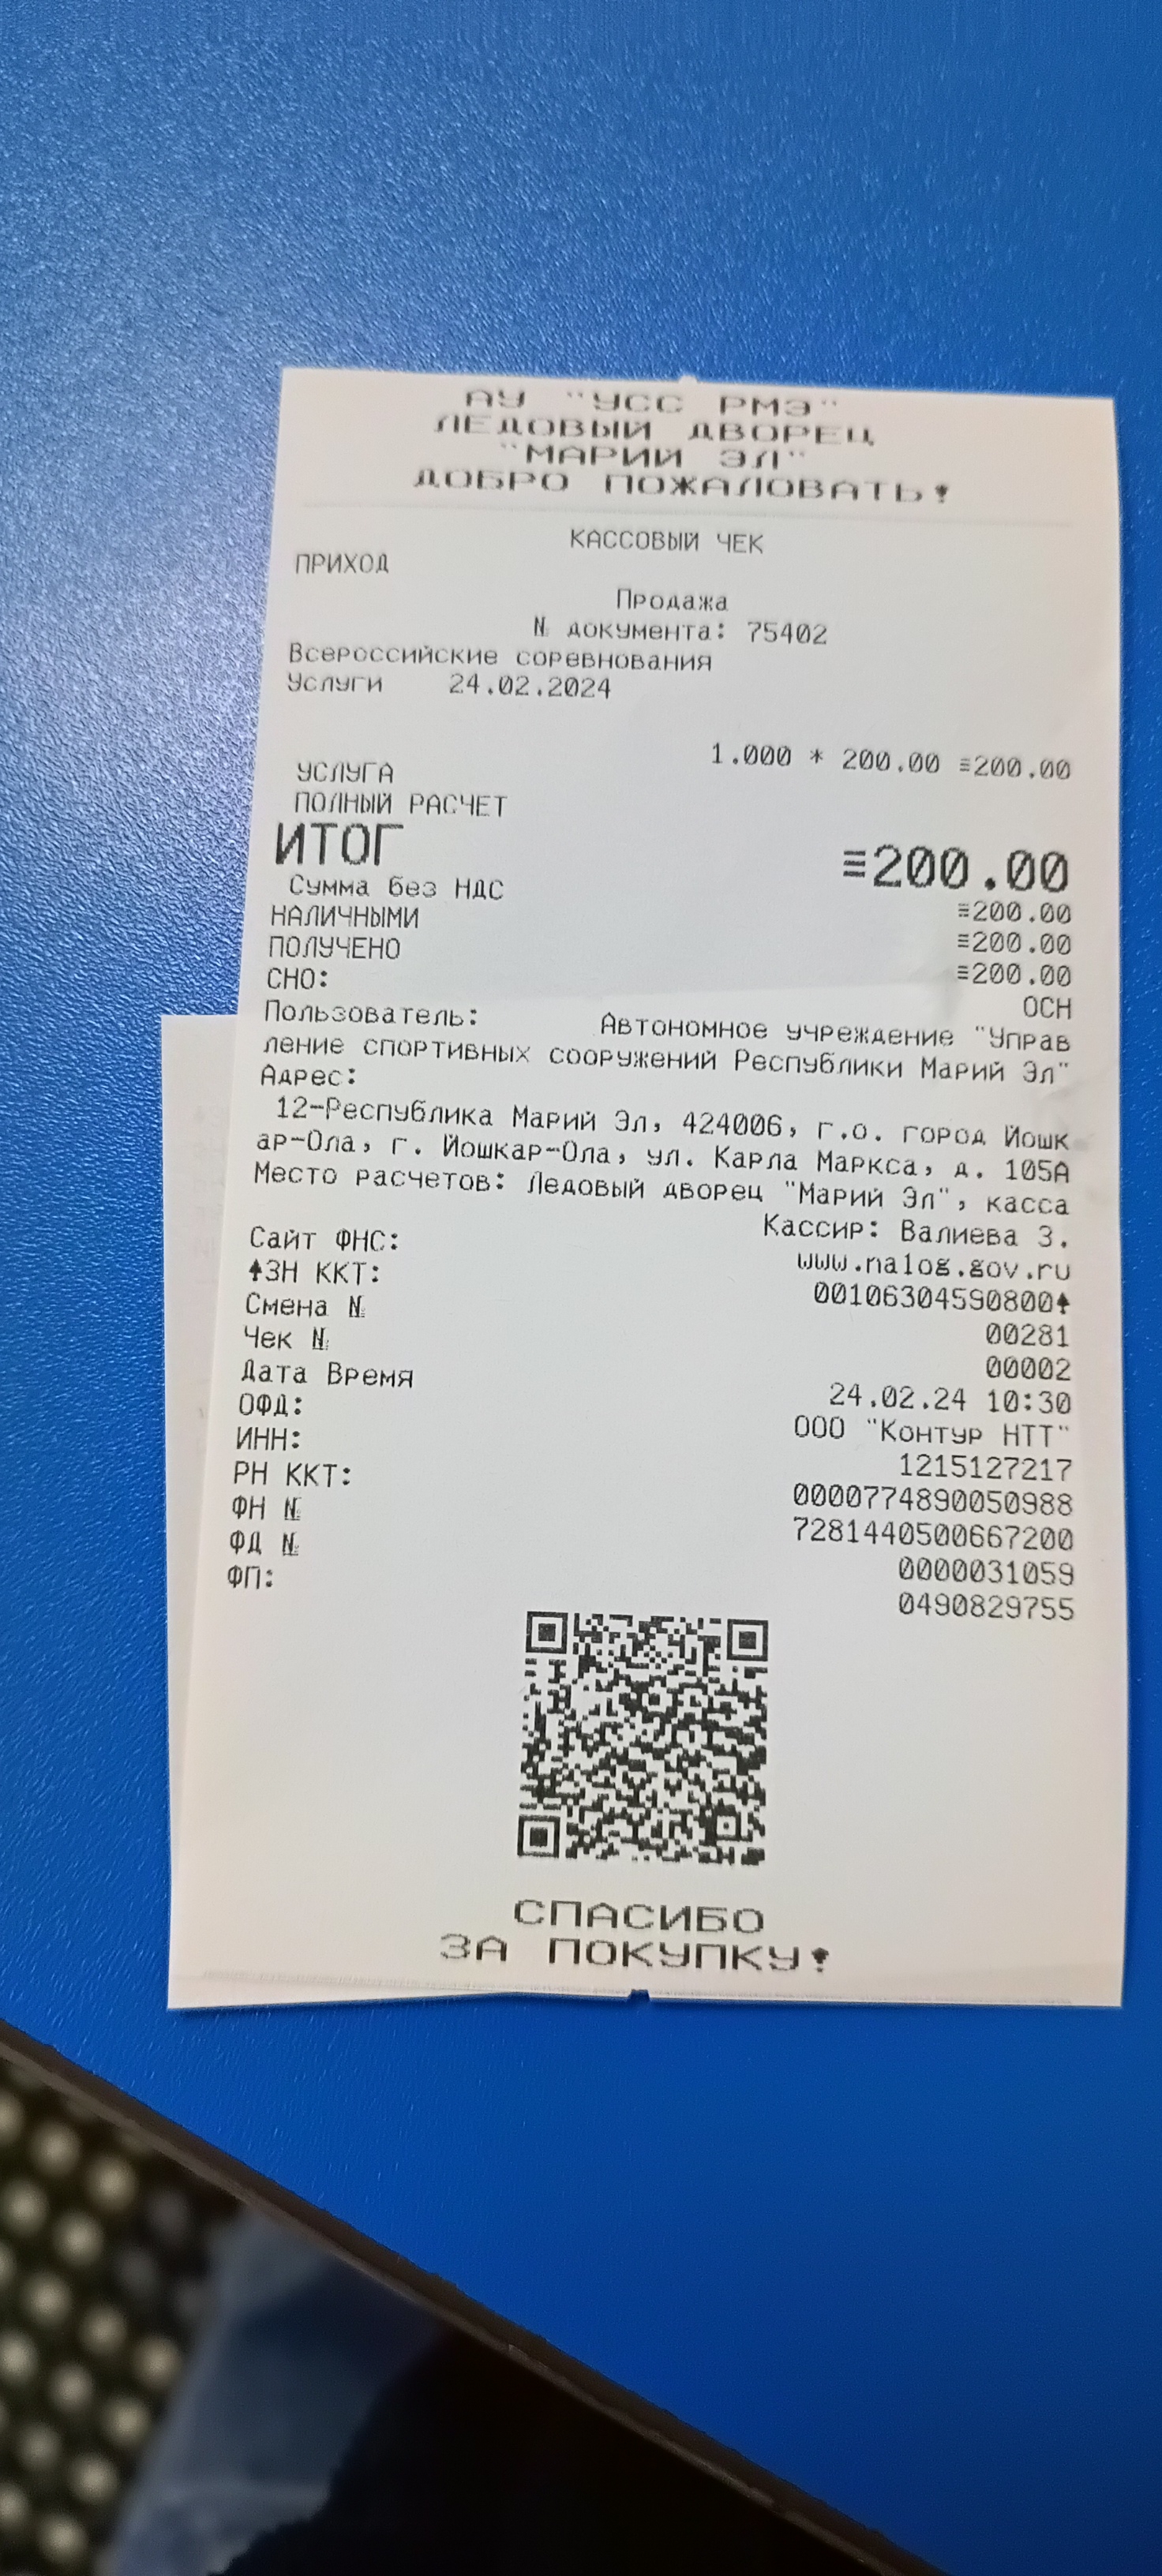 АУ "УСС РМЭ"
ЛЕДОВЫЙ ДВОРЕЦ
"МАРИЙ ЭЛ"
ДОБРО ПОЖАЛОВАТЬ!
КАССОВЫЙ ЧЕК
ПРИХОД
Продажа
№ документа: 75402
Всероссийские соревнования
Услуги 24.02.2024
1.000 * 200.00 ≡200.00
УСЛУГА
ПОЛНЫЙ РАСЧЕТ
ИТОГ ≡200.00
Сумма без НДС ≡200.00
НАЛИЧНЫМИ ≡200.00
ПОЛУЧЕНО ≡200.00
СНО: ОСН
Пользователь: Автономное учреждение "Управ
ление спортивных сооружений Республики Марий Эл"
Адрес:
12-Республика Марий Эл, 424006, г.о. город Йошк
ар-Ола, г. Йошкар-Ола, ул. Карла Маркса, д. 105А
Место расчетов: Ледовый дворец "Марий Эл", касса
Кассир: Валиева З.
Сайт ФНС: www.nalog.gov.ru
ЗН ККТ: 00106304590800
Смена № 00281
Чек № 00002
Дата Время 24.02.24 10:30
ОФД: ООО "Контур НТТ"
ИНН: 1215127217
РН ККТ: 0000774890050988
ФН № 7281440500667200
ФД № 0000031059
ФП: 0490829755
СПАСИБО
ЗА ПОКУПКУ!